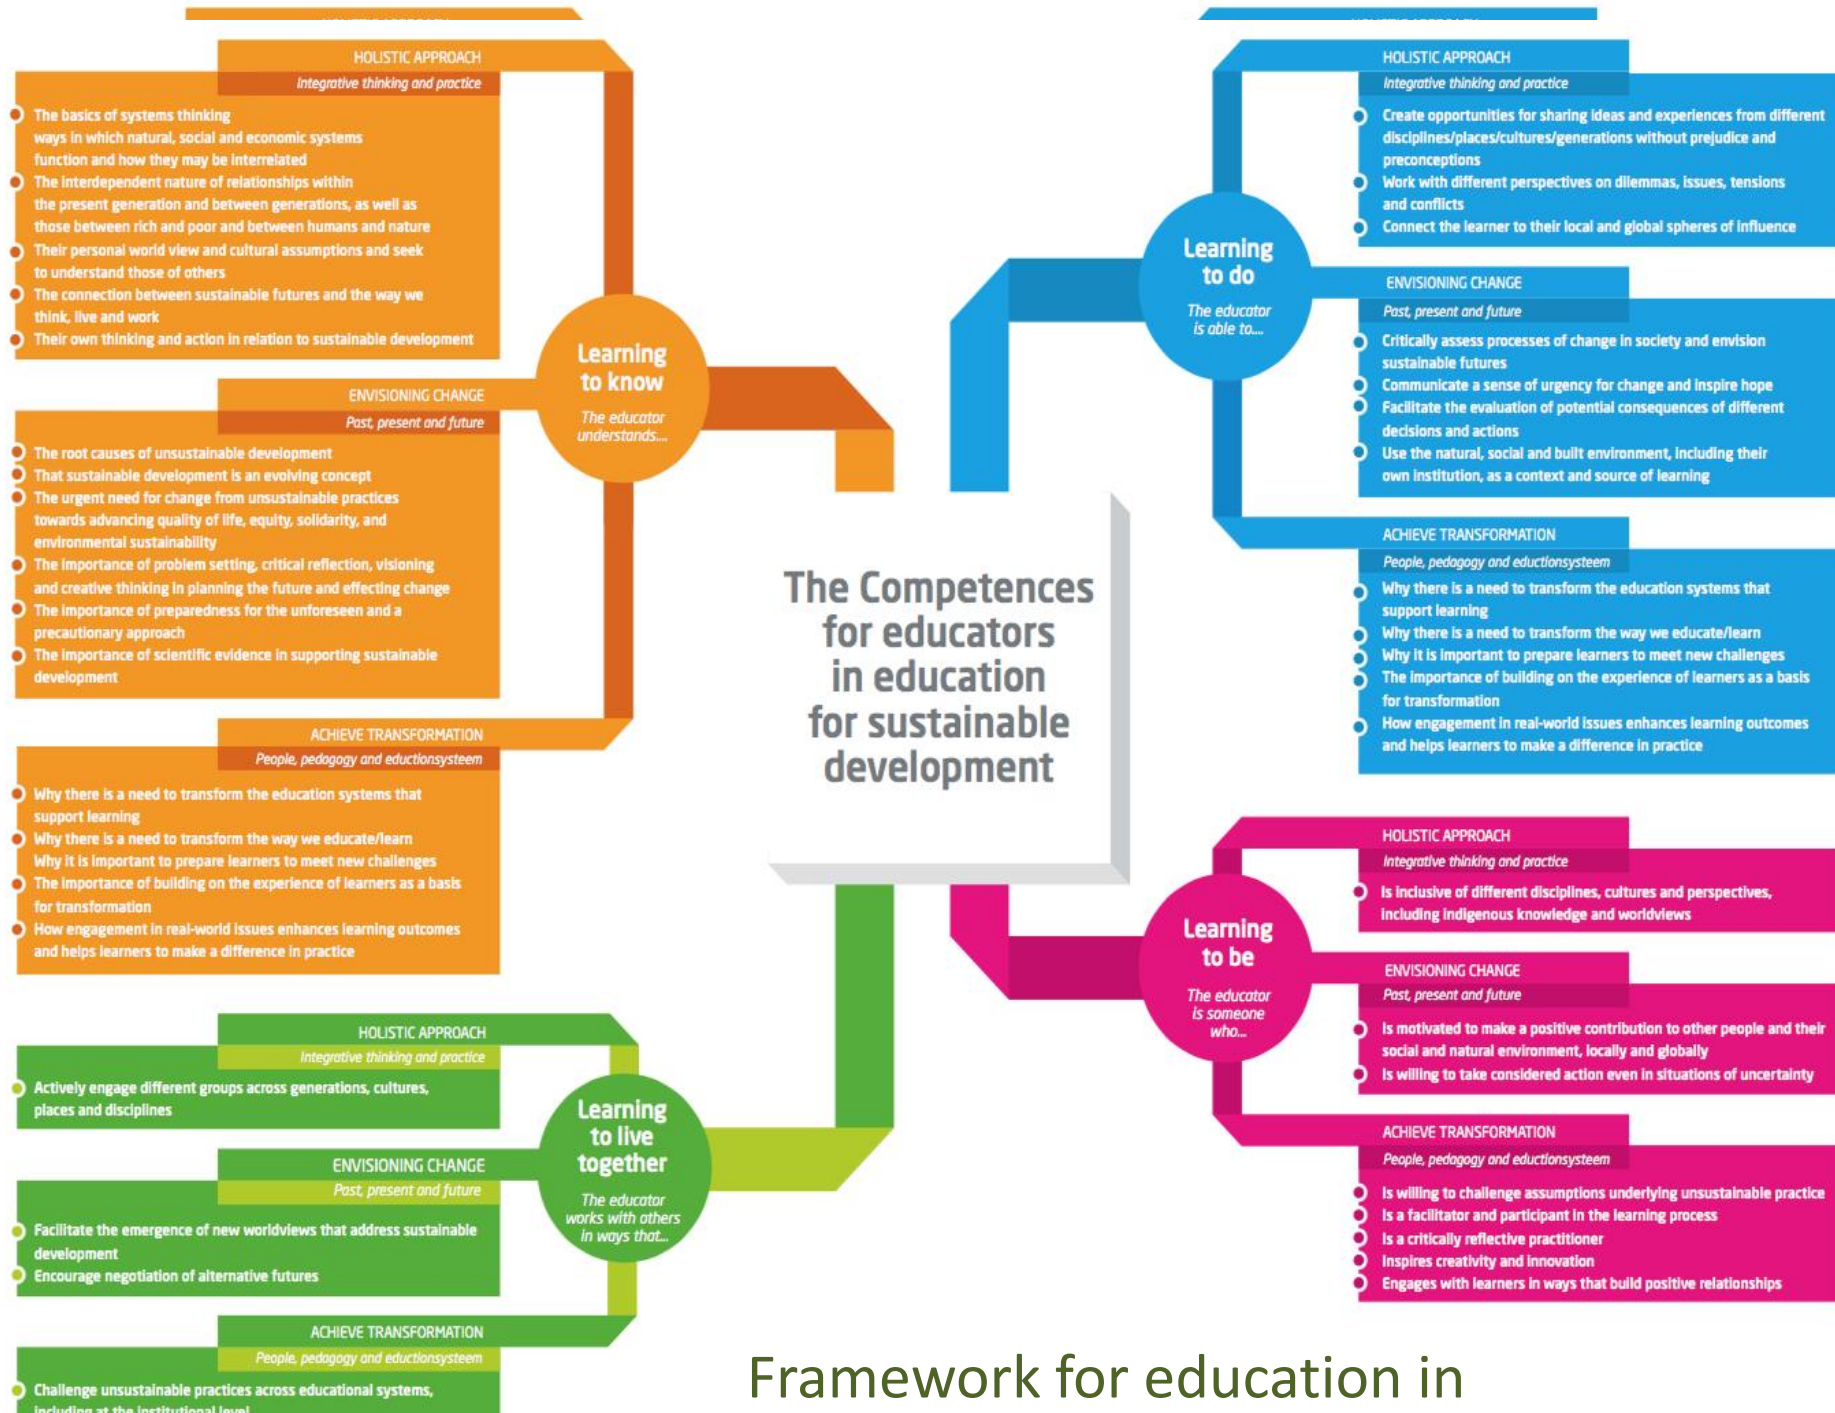 HOLISTIC APPROACH
Integrative thinking and practice
The basics of systems thinking
ways in which natural, social and economic systems
function and how they may be interrelated
The interdependent nature of relationships within
the present generation and between generations, as well as
those between rich and poor and between humans and nature
Their personal world view and cultural assumptions and seek
to understand those of others
The connection between sustainable futures and the way we
think, live and work
Their own thinking and action in relation to sustainable development
ENVISIONING CHANGE
Past, present and future
The root causes of unsustainable development
That sustainable development is an evolving concept
The urgent need for change from unsustainable practices
towards advancing quality of life, equity, solidarity, and
environmental sustainability
The importance of problem setting, critical reflection, visioning
and creative thinking in planning the future and effecting change
The importance of preparedness for the unforeseen and a
precautionary approach
The importance of scientific evidence in supporting sustainable
development
ACHIEVE TRANSFORMATION
People, pedagogy and eductionsysteem
Why there is a need to transform the education systems that
support learning
Why there is a need to transform the way we educate/learn
Why it is important to prepare learners to meet new challenges
The importance of building on the experience of learners as a basis
for transformation
How engagement in real-world issues enhances learning outcomes
and helps learners to make a difference in practice
Learning
to know
The educator
understands....
HOLISTIC APPROACH
Integrative thinking and practice
Actively engage different groups across generations, cultures,
places and disciplines
ENVISIONING CHANGE
Past, present and future
Facilitate the emergence of new worldviews that address sustainable
development
Encourage negotiation of alternative futures
ACHIEVE TRANSFORMATION
People, pedagogy and eductionsysteem
Challenge unsustainable practices across educational systems,
including at the institutional level
Learning
to live
together
The educator
works with others
in ways that...
The Competences
for educators
in education
for sustainable
development
Learning
to do
The educator
is able to....
HOLISTIC APPROACH
Integrative thinking and practice
Create opportunities for sharing ideas and experiences from different
disciplines/places/cultures/generations without prejudice and
preconceptions
Work with different perspectives on dilemmas, issues, tensions
and conflicts
Connect the learner to their local and global spheres of influence
ENVISIONING CHANGE
Past, present and future
Critically assess processes of change in society and envision
sustainable futures
Communicate a sense of urgency for change and inspire hope
Facilitate the evaluation of potential consequences of different
decisions and actions
Use the natural, social and built environment, including their
own institution, as a context and source of learning
ACHIEVE TRANSFORMATION
People, pedagogy and eductionsysteem
Why there is a need to transform the education systems that
support learning
Why there is a need to transform the way we educate/learn
Why it is important to prepare learners to meet new challenges
The importance of building on the experience of learners as a basis
for transformation
How engagement in real-world issues enhances learning outcomes
and helps learners to make a difference in practice
Learning
to be
The educator
is someone
who...
HOLISTIC APPROACH
Integrative thinking and practice
Is inclusive of different disciplines, cultures and perspectives,
including indigenous knowledge and worldviews
ENVISIONING CHANGE
Past, present and future
Is motivated to make a positive contribution to other people and their
social and natural environment, locally and globally
Is willing to take considered action even in situations of uncertainty
ACHIEVE TRANSFORMATION
People, pedagogy and eductionsysteem
Is willing to challenge assumptions underlying unsustainable practice
Is a facilitator and participant in the learning process
Is a critically reflective practitioner
Inspires creativity and innovation
Engages with learners in ways that build positive relationships
Framework for education in